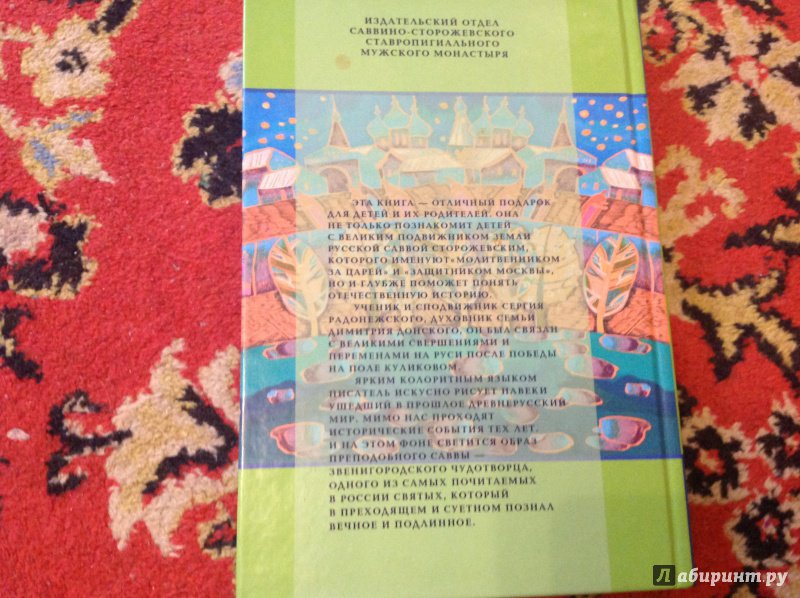 ИЗДАТЕЛЬСКИЙ ОТДЕЛ
САВВИНО-СТОРОЖЕВСКОГО
СТАВРОПИГИАЛЬНОГО
МУЖСКОГО МОНАСТЫРЯ
ЭТА КНИГА — ОТЛИЧНЫЙ ПОДАРОК
ДЛЯ ДЕТЕЙ И ИХ РОДИТЕЛЕЙ. ОНА
НЕ ТОЛЬКО ПОЗНАКОМИТ ДЕТЕЙ
С ВЕЛИКИМ ПОДВИЖНИКОМ ЗЕМЛИ
РУССКОЙ САВВОЙ СТОРОЖЕВСКИМ,
КОТОРОГО ИМЕНУЮТ «МОЛИТВЕННИКОМ
ЗА ЦАРЕЙ» И «ЗАЩИТНИКОМ МОСКВЫ»,
НО И ГЛУБЖЕ ПОМОЖЕТ ПОНЯТЬ
ОТЕЧЕСТВЕННУЮ ИСТОРИЮ.
УЧЕНИК И СПОДВИЖНИК СЕРГИЯ
РАДОНЕЖСКОГО, ДУХОВНИК СЕМЬИ
ДИМИТРИЯ ДОНСКОГО, ОН БЫЛ СВЯЗАН
С ВЕЛИКИМИ СВЕРШЕНИЯМИ И
ПЕРЕМЕНАМИ НА РУСИ ПОСЛЕ ПОБЕДЫ
НА ПОЛЕ КУЛИКОВОМ.
ЯРКИМ КОЛОРИТНЫМ ЯЗЫКОМ
ПИСАТЕЛЬ ИСКУСНО РИСУЕТ НАВЕКИ
УШЕДШИЙ В ПРОШЛОЕ ДРЕВНЕРУССКИЙ
МИР. МИМО НАС ПРОХОДЯТ
ИСТОРИЧЕСКИЕ СОБЫТИЯ ТЕХ ЛЕТ.
И НА ЭТОМ ФОНЕ СВЕТИТСЯ ОБРАЗ
ПРЕПОДОБНОГО САВВЫ —
ЗВЕНИГОРОДСКОГО ЧУДОТВОРЦА,
ОДНОГО ИЗ САМЫХ ПОЧИТАЕМЫХ
В РОССИИ СВЯТЫХ, КОТОРЫЙ
В ПРЕХОДЯЩЕМ И СУЕТНОМ ПОЗНАЛ
ВЕЧНОЕ И ПОДЛИННОЕ.
Лабиринт.ру